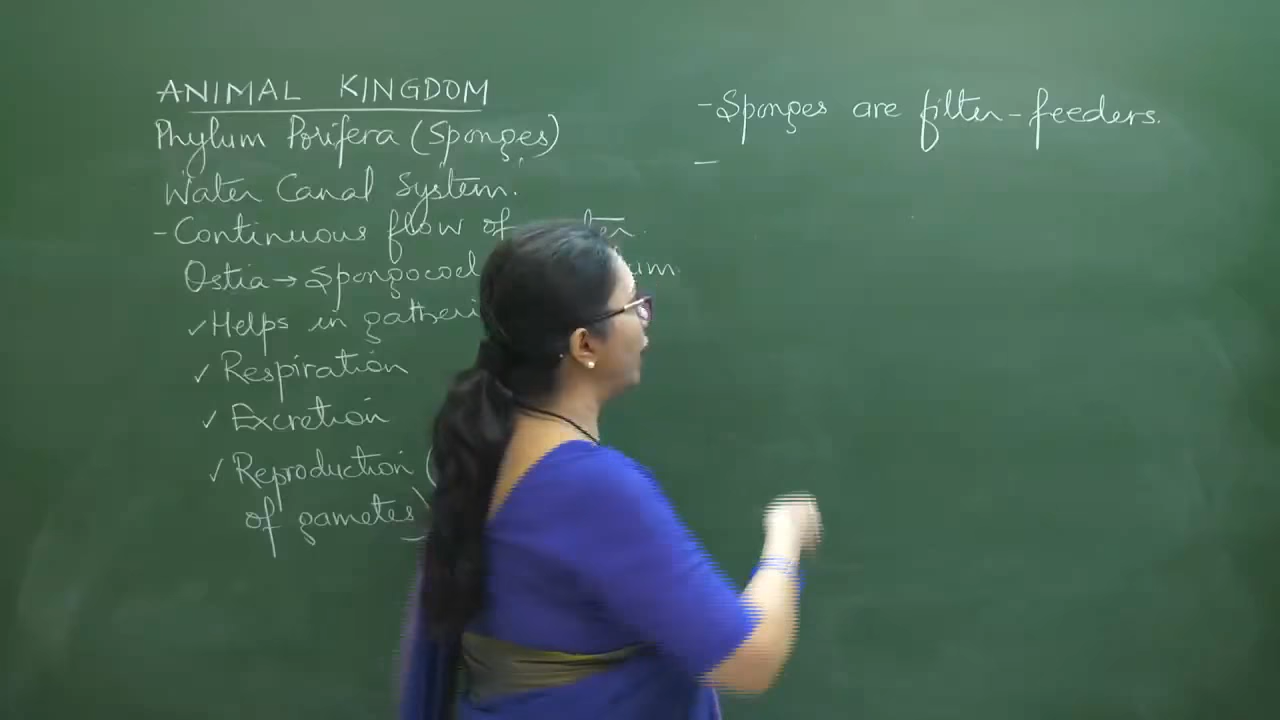 ANIMAL KINGDOM
Phylum Porifera (Sponges)
Water Canal System.
- Continuous flow of
Ostia → Spongocoel
✓ Helps in gatheri
✓ Respiration
✓ Excretion
✓ Reproduction (
of gametes)
- Sponges are filter-feeders.
-